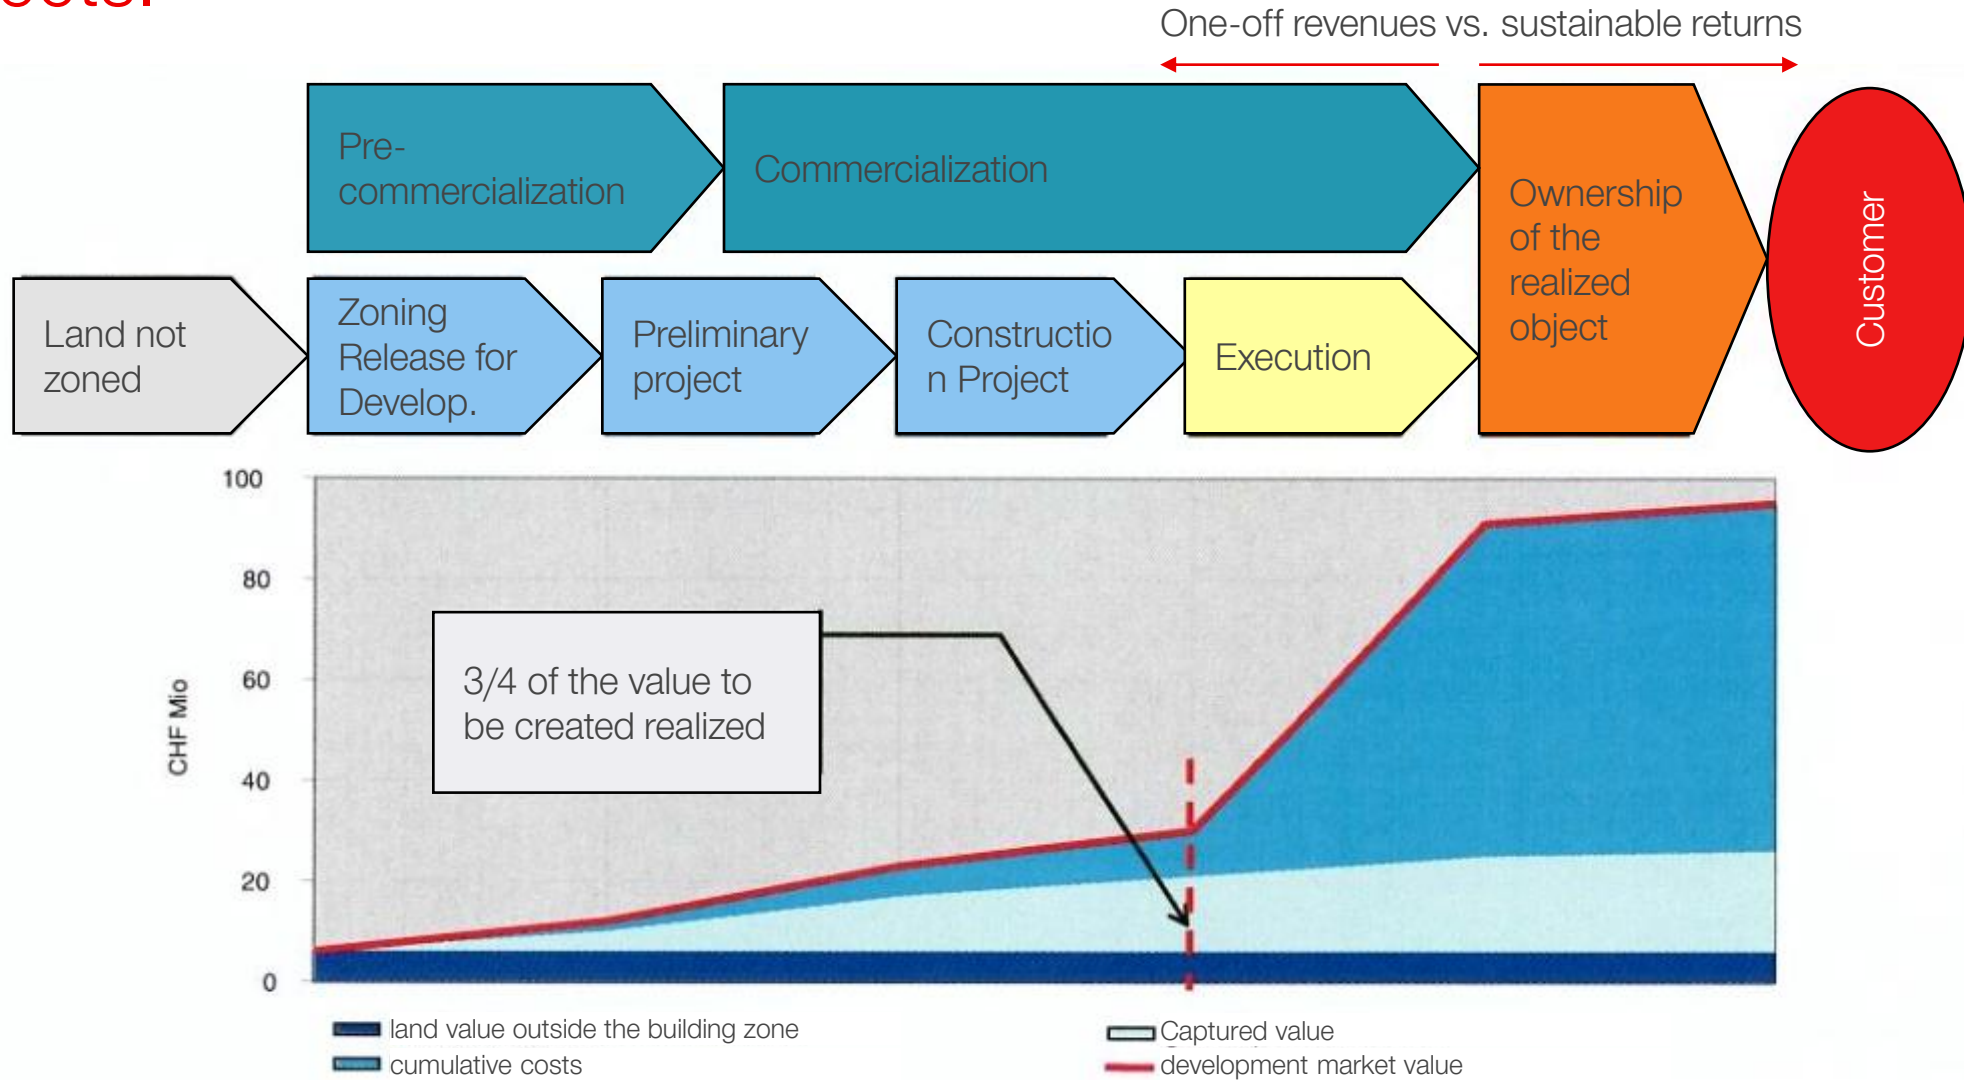 One-off revenues vs. sustainable returns
Pre-
commercialization
Commercialization
Ownership
of the
realized
object
Customer
Land not
zoned
Zoning
Release for
Develop.
Preliminary
project
Constructio
n Project
Execution
100
80
60
40
20
0
CHF Mio
3/4 of the value to
be created realized
land value outside the building zone
cumulative costs
Captured value
development market value